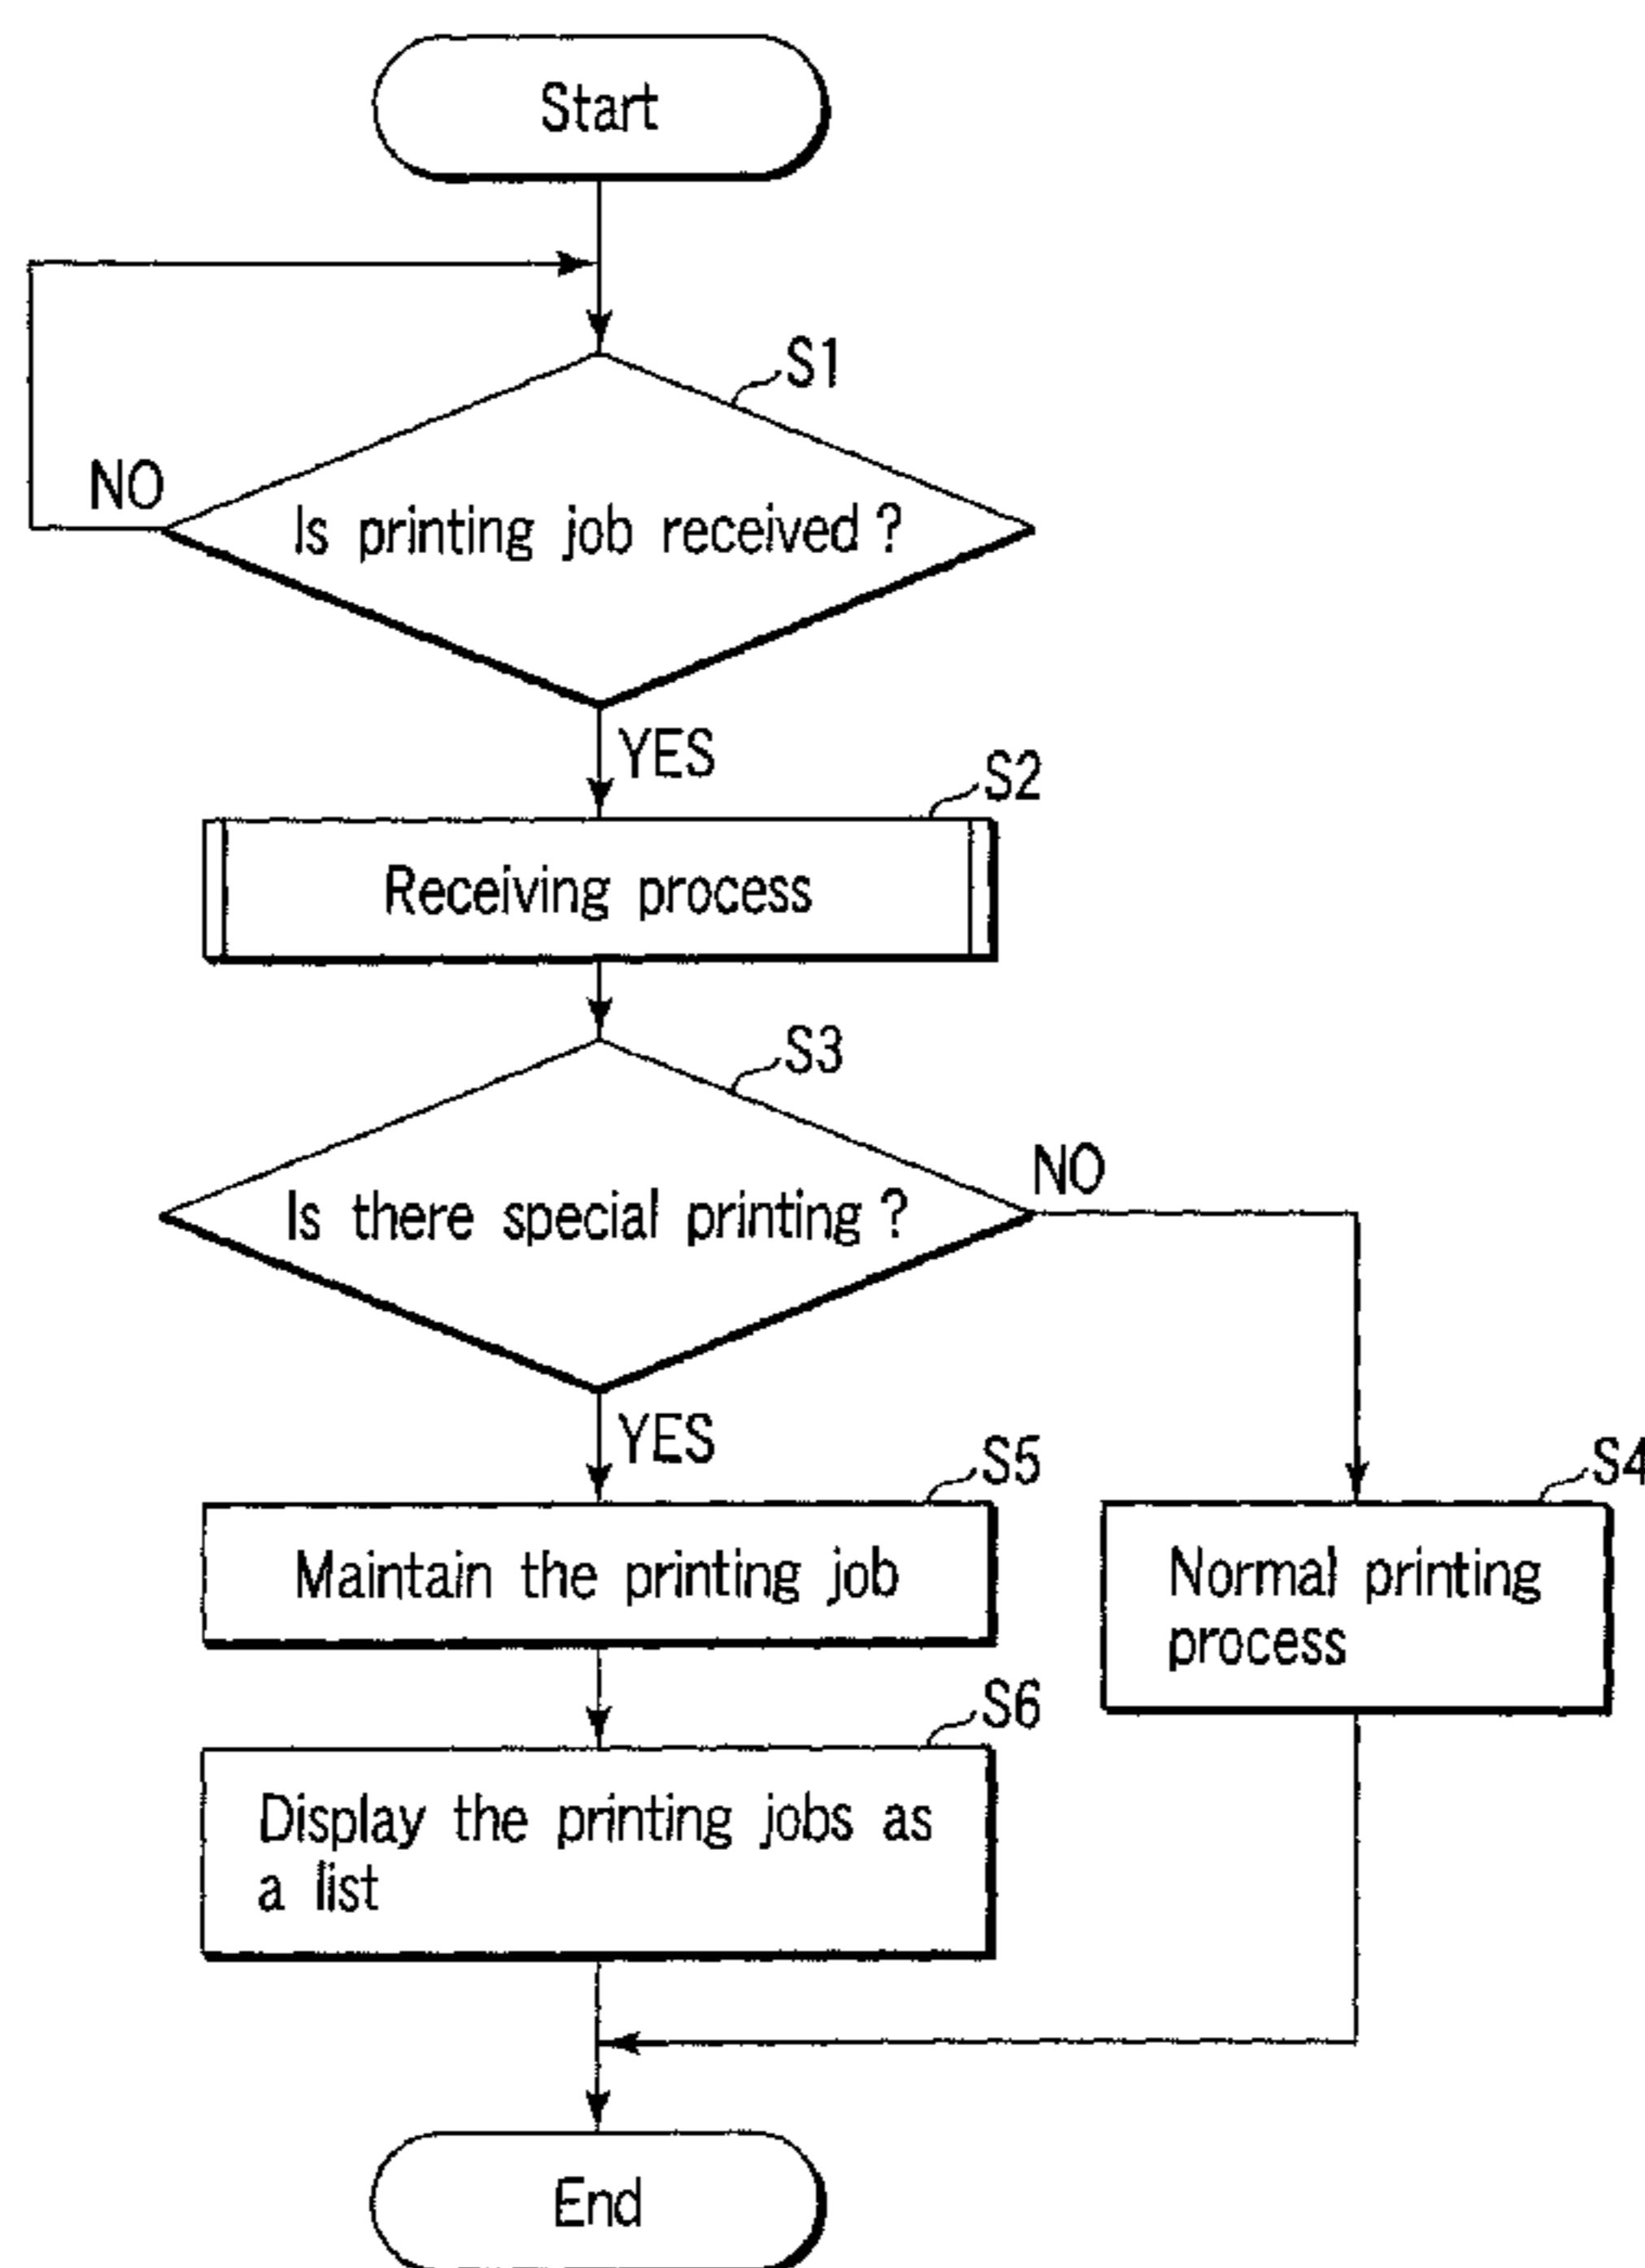 Start
S1
NO
Is printing job received ?
YES
S2
Receiving process
S3
NO
Is there special printing ?
YES
S5
S4
Maintain the printing job
Normal printing
process
S6
Display the printing jobs as
a list
End